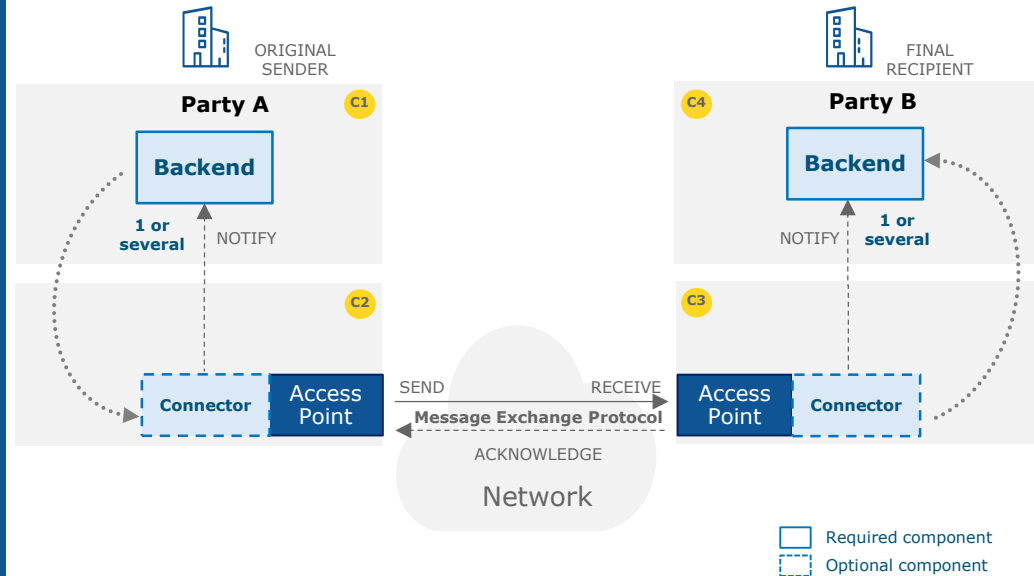 ORIGINAL
SENDER
FINAL
RECIPIENT
Party A
C1
C4
Party B
Backend
Backend
1 or
several
NOTIFY
NOTIFY
1 or
several
C2
C3
Connector
Access
Point
SEND
RECEIVE
Message Exchange Protocol
ACKNOWLEDGE
Network
Access
Point
Connector
Required component
Optional component